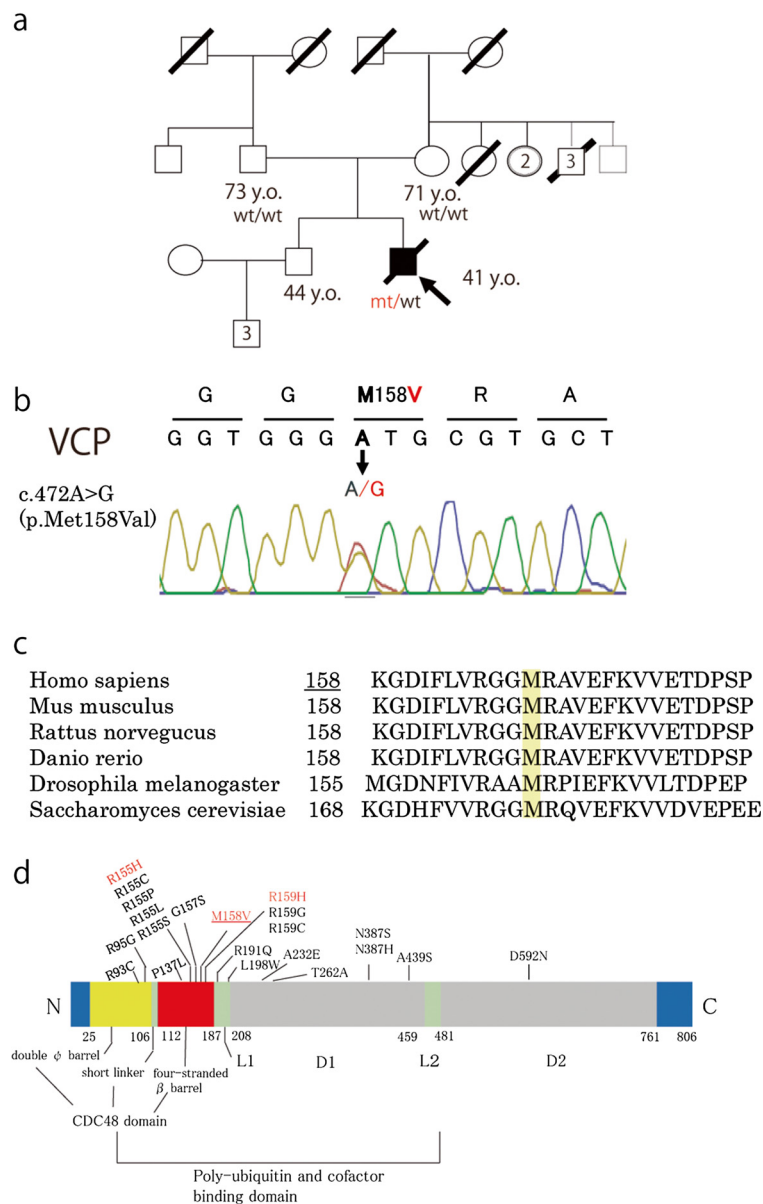 a
2
3
73 y.o.
wt/wt
71 y.o.
wt/wt
44 y.o.
mt/wt
41 y.o.
3
b
G G M158V R A
VCP
G G T G G G A T G C G T G C T
c.472A>G
(p.Met158Val)
A/G
c
Homo sapiens 158 KGDIFLVRGGMRAVEFKVVETDPSP
Mus musculus 158 KGDIFLVRGGMRAVEFKVVETDPSP
Rattus norvegucus 158 KGDIFLVRGGMRAVEFKVVETDPSP
Danio rerio 158 KGDIFLVRGGMRAVEFKVVETDPSP
Drosophila melanogaster 155 MGDNFIVRAAMRPIEFKVVLTDPEP
Saccharomyces cerevisiae 168 KGDHFVVRGGMRQVEFKVVDVEPEE
d
R155H
R155C
R155P
R155L
R155S
G157S
M158V
R159H
R159G
R159C
R95G
R93C
P137L
R191Q
L198W
A232E
T262A
N387S
N387H
A439S
D592N
N
C
25 106 112 187 208 459 481 761 806
double φ barrel
short linker
four-stranded
β barrel
L1 D1 L2 D2
CDC48 domain
Poly-ubiquitin and cofactor
binding domain